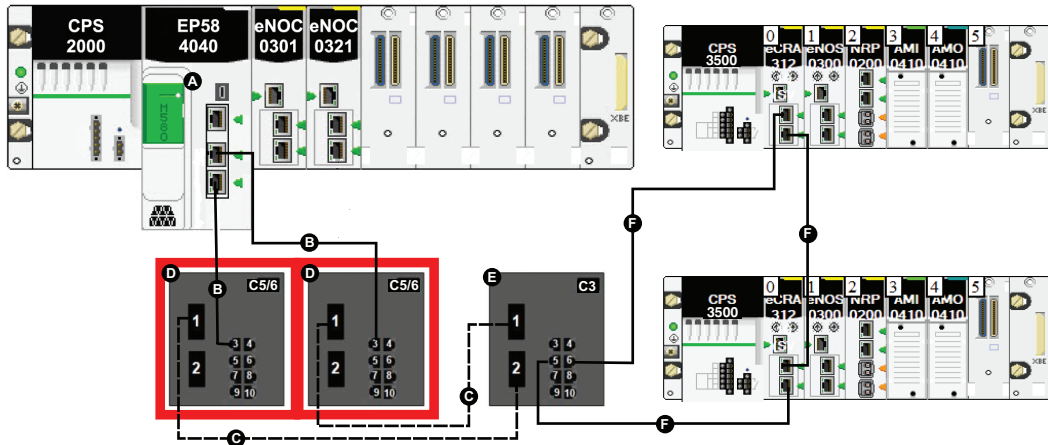 CPS
2000
EP58
4040
eNOC
0301
eNOC
0321
A
XBE
B
B
D
C5/6
1
2
3 4
5 6
7 8
9 10
D
C5/6
1
2
3 4
5 6
7 8
9 10
E
C3
1
2
3 4
5 6
7 8
9 10
C
C
F
F
F
CPS
3500
0
eCRA
312
1
eNOS
0300
2
NRP
0200
3
AMI
0410
4
AMO
0410
5
S
XBE
CPS
3500
0
eCRA
312
1
eNOS
0300
2
NRP
0200
3
AMI
0410
4
AMO
0410
5
S
XBE